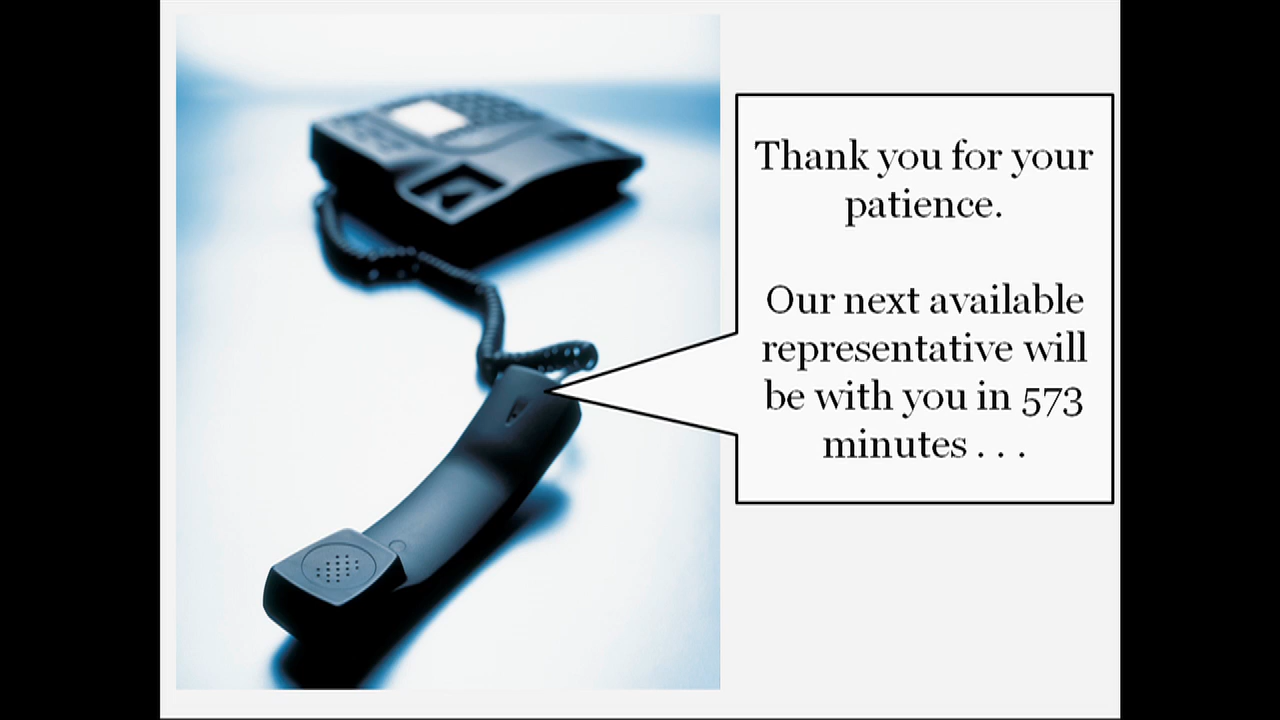 Thank you for your
patience.
Our next available
representative will
be with you in 573
minutes . . .